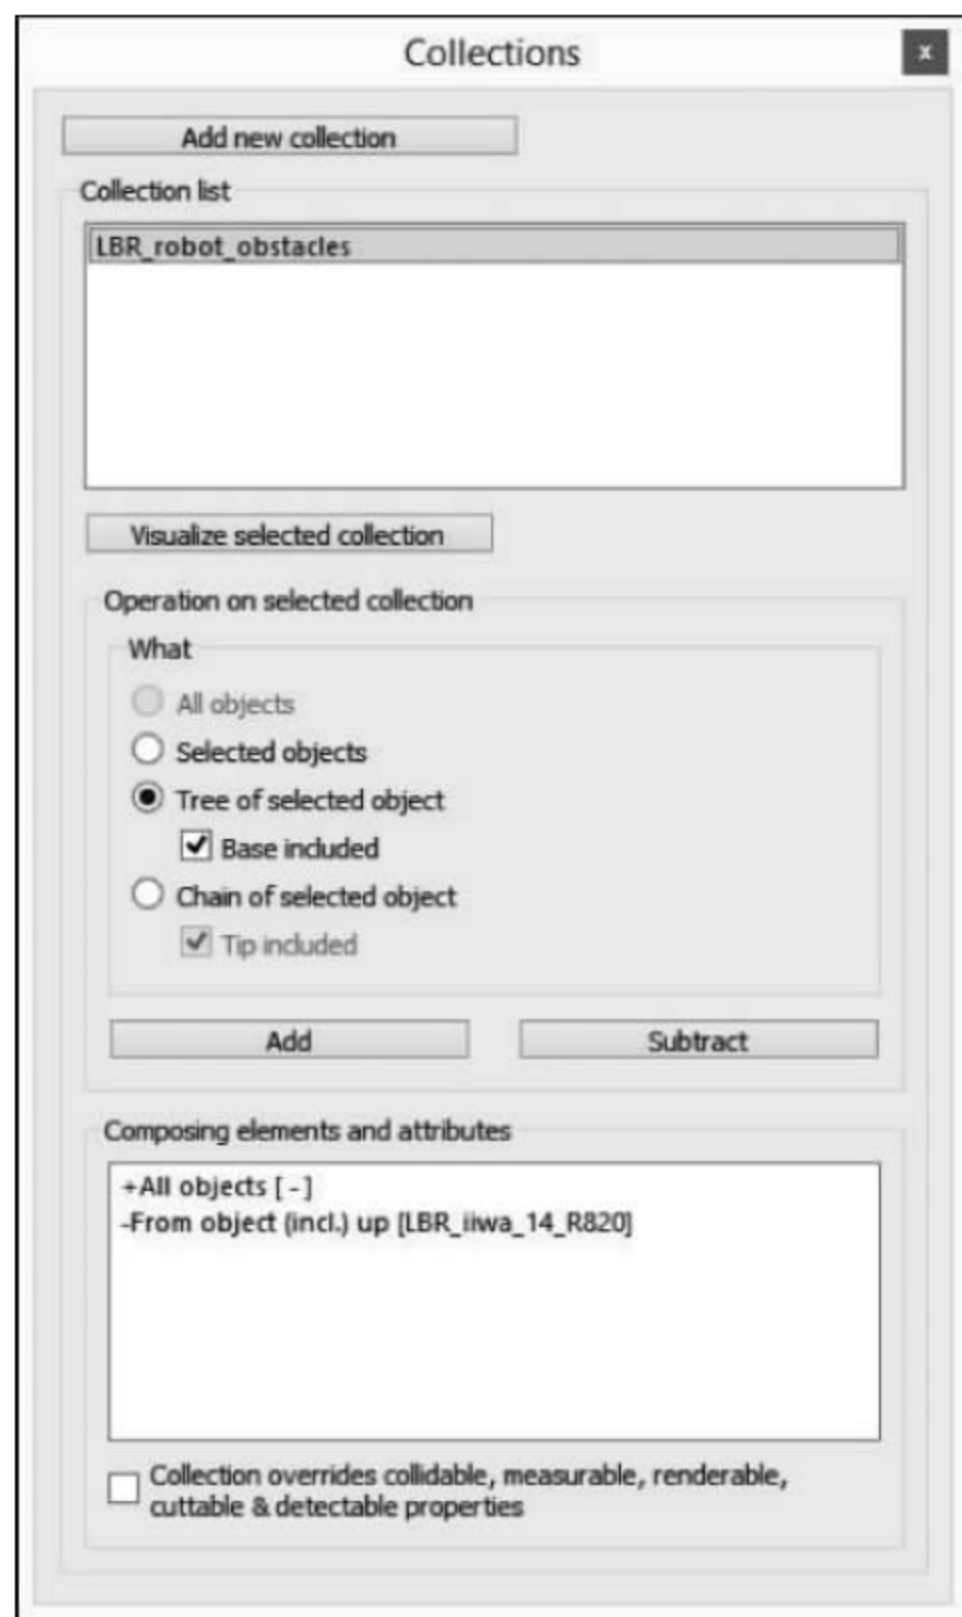 Collections
x
Add new collection
Collection list
LBR_robot_obstacles
Visualize selected collection
Operation on selected collection
What
All objects
Selected objects
Tree of selected object
Base included
Chain of selected object
Tip included
Add Subtract
Composing elements and attributes
+All objects [ - ]
-From object (incl.) up [LBR_iiwa_14_R820]
Collection overrides collidable, measurable, renderable,
cuttable & detectable properties